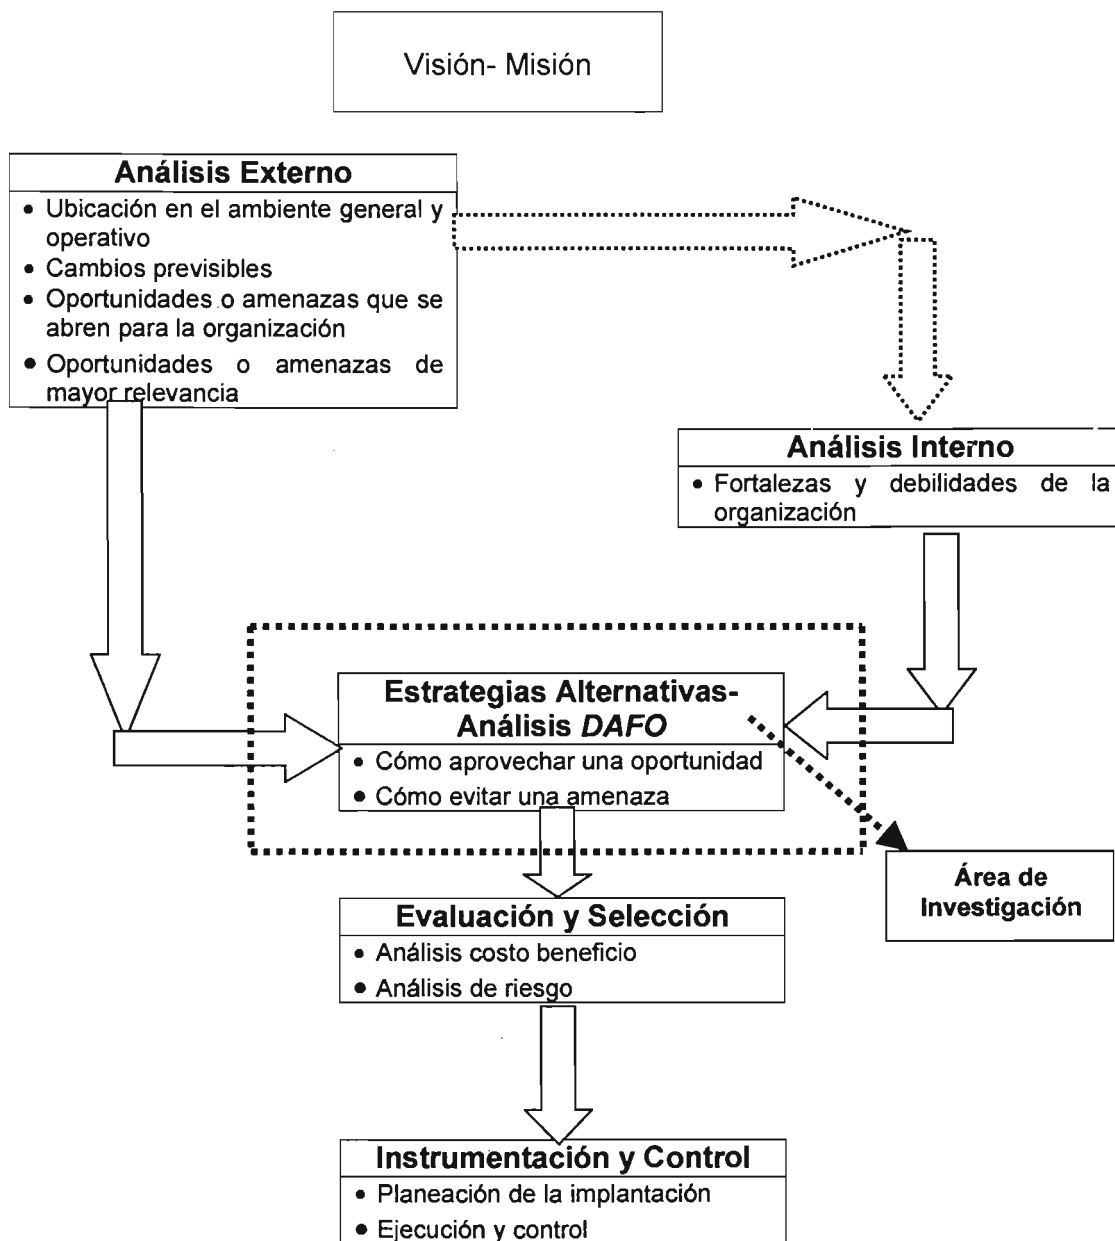 Visión- Misión
Análisis Externo
• Ubicación en el ambiente general y
operativo
• Cambios previsibles
• Oportunidades o amenazas que se
abren para la organización
• Oportunidades o amenazas de
mayor relevancia
Análisis Interno
• Fortalezas y debilidades de la
organización
Estrategias Alternativas-
Análisis DAFO
• Cómo aprovechar una oportunidad
• Cómo evitar una amenaza
Área de
Investigación
Evaluación y Selección
• Análisis costo beneficio
• Análisis de riesgo
Instrumentación y Control
• Planeación de la implantación
• Ejecución y control